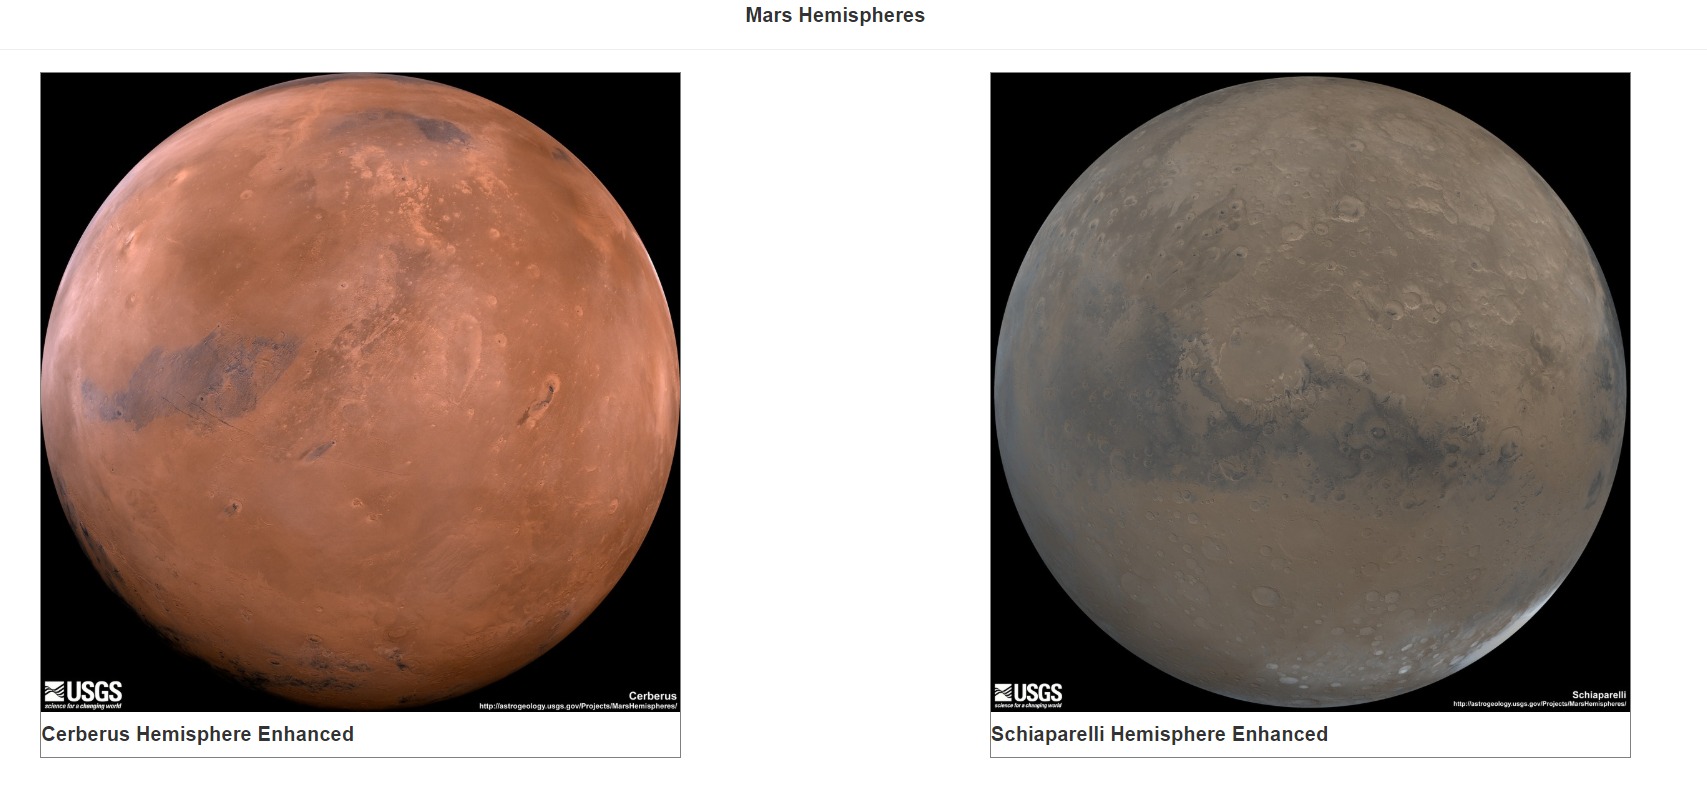 Mars Hemispheres
USGS
science for a changing world
Cerberus
http://astrogeology.usgs.gov/Projects/MarsHemispheres/
Cerberus Hemisphere Enhanced
USGS
science for a changing world
Schiaparelli
http://astrogeology.usgs.gov/Projects/MarsHemispheres/
Schiaparelli Hemisphere Enhanced